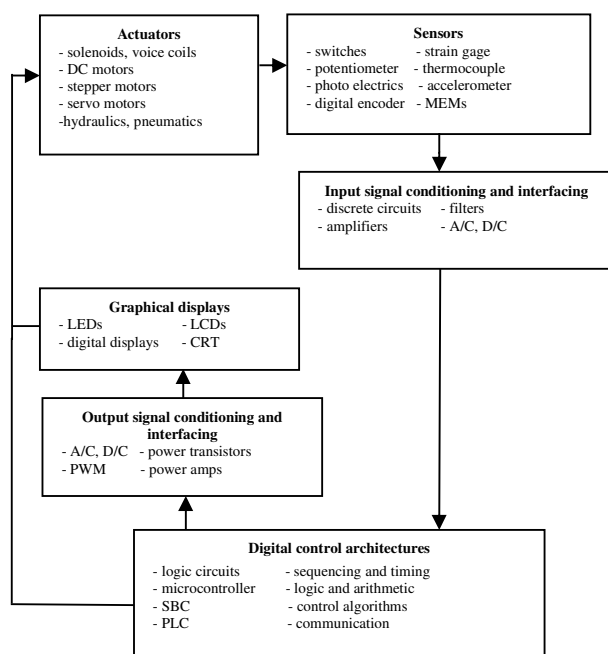 Actuators
- solenoids, voice coils
- DC motors
- stepper motors
- servo motors
-hydraulics, pneumatics
Sensors
- switches - strain gage
- potentiometer - thermocouple
- photo electrics - accelerometer
- digital encoder - MEMs
Input signal conditioning and interfacing
- discrete circuits - filters
- amplifiers - A/C, D/C
Graphical displays
- LEDs - LCDs
- digital displays - CRT
Output signal conditioning and
interfacing
- A/C, D/C - power transistors
- PWM - power amps
Digital control architectures
- logic circuits - sequencing and timing
- microcontroller - logic and arithmetic
- SBC - control algorithms
- PLC - communication